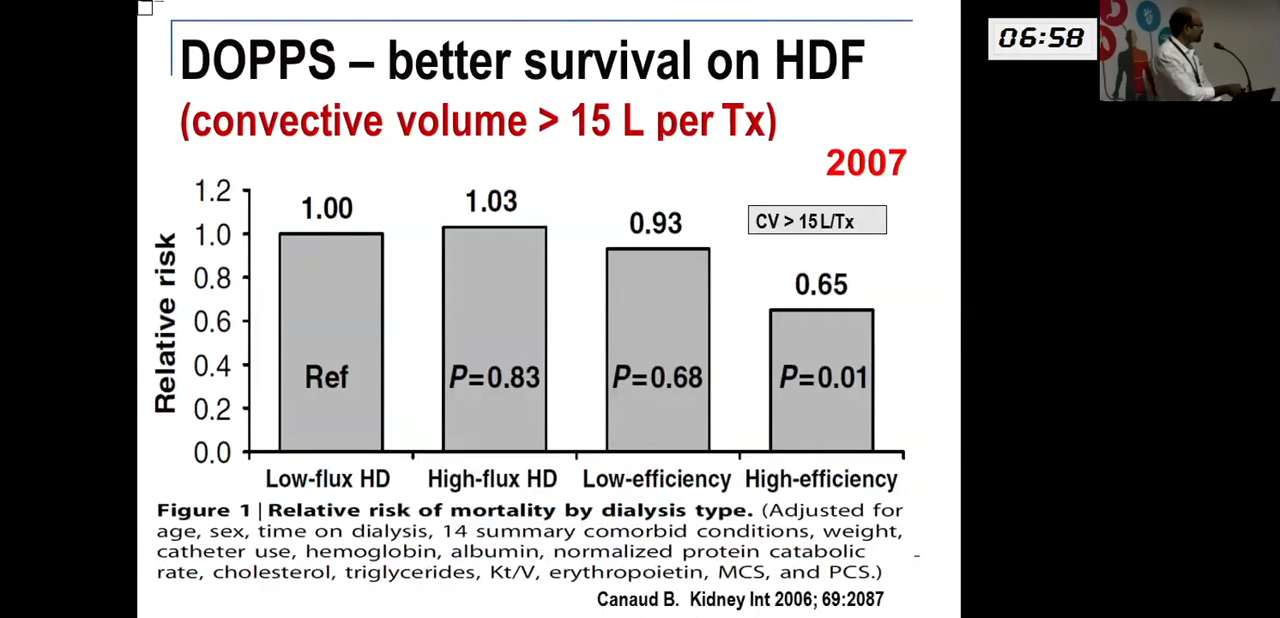 DOPPS – better survival on HDF
(convective volume > 15 L per Tx)
2007
06:58
1.2
1.0
0.8
0.6
0.4
0.2
0.0
Relative risk
1.00
1.03
0.93
0.65
CV > 15 L/Tx
Ref
P=0.83
P=0.68
P=0.01
Low-flux HD
High-flux HD
Low-efficiency
High-efficiency
Figure 1 | Relative risk of mortality by dialysis type. (Adjusted for
age, sex, time on dialysis, 14 summary comorbid conditions, weight,
catheter use, hemoglobin, albumin, normalized protein catabolic
rate, cholesterol, triglycerides, Kt/V, erythropoietin, MCS, and PCS.)
Canaud B. Kidney Int 2006; 69:2087